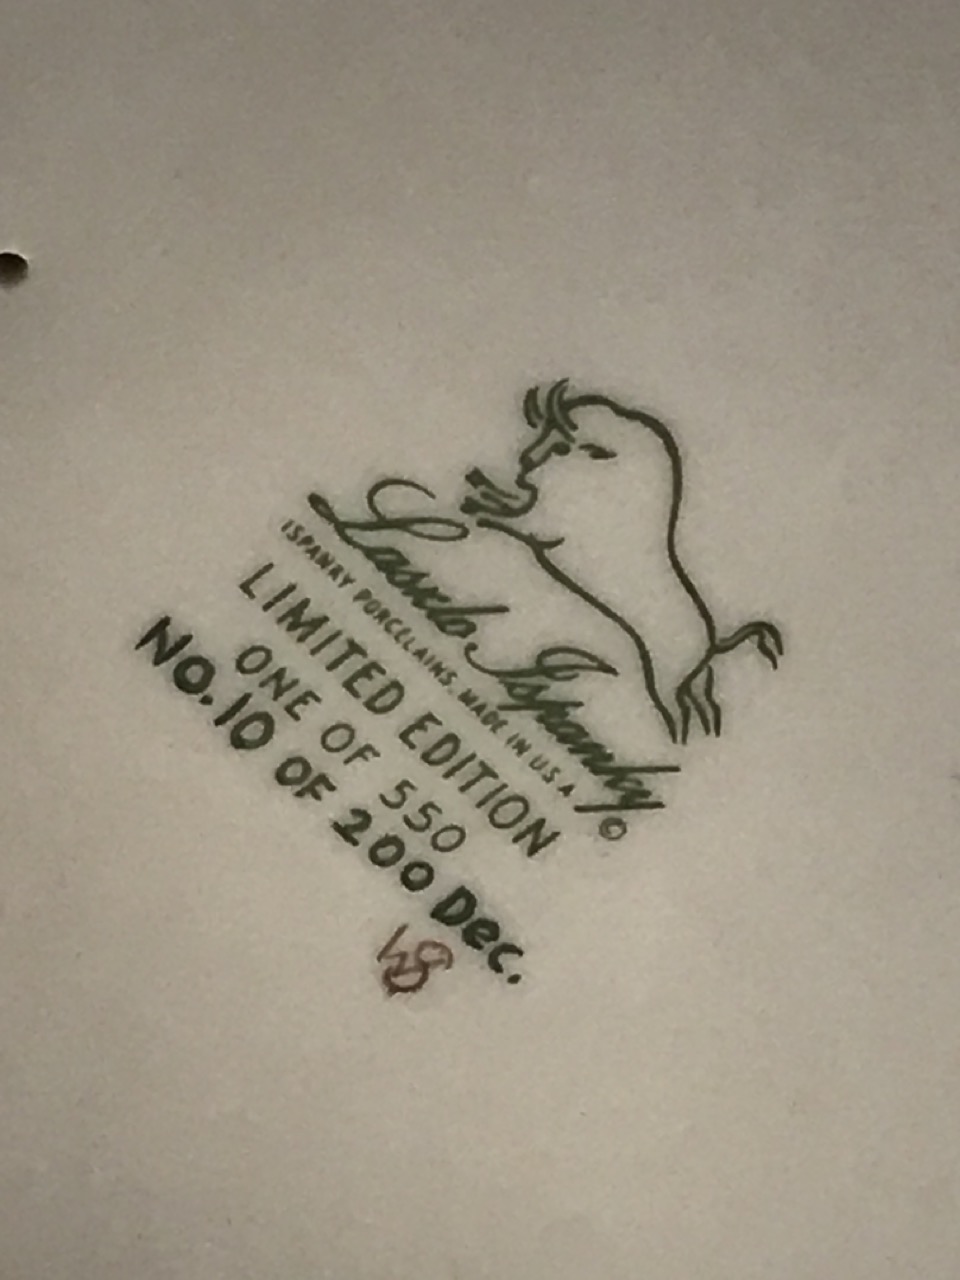 Laszlo Ispanky ©
ISPANKY PORCELAINS, MADE IN U.S.A
LIMITED EDITION
ONE OF 550
NO. 10 OF 200 Dec.